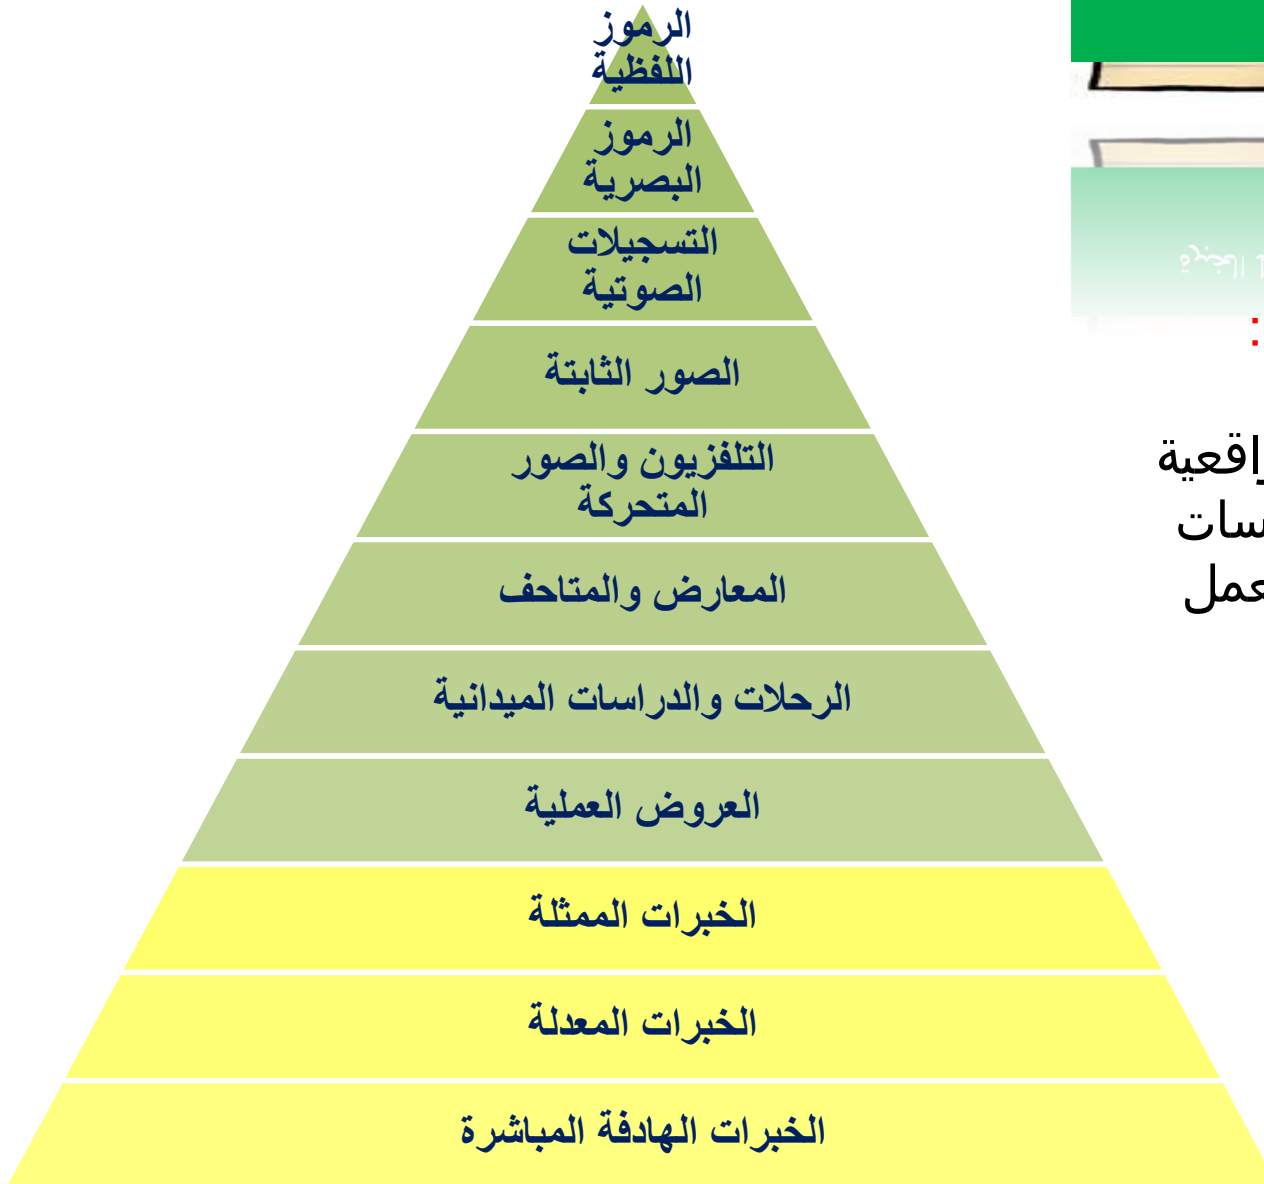 الرموز
اللفظية
الرموز
البصرية
التسجيلات
الصوتية
الصور الثابتة
التلفزيون والصور
المتحركة
المعارض والمتاحف
الرحلات والدراسات الميدانية
العروض العملية
الخبرات الممثلة
الخبرات المعدلة
الخبرات الهادفة المباشرة
: